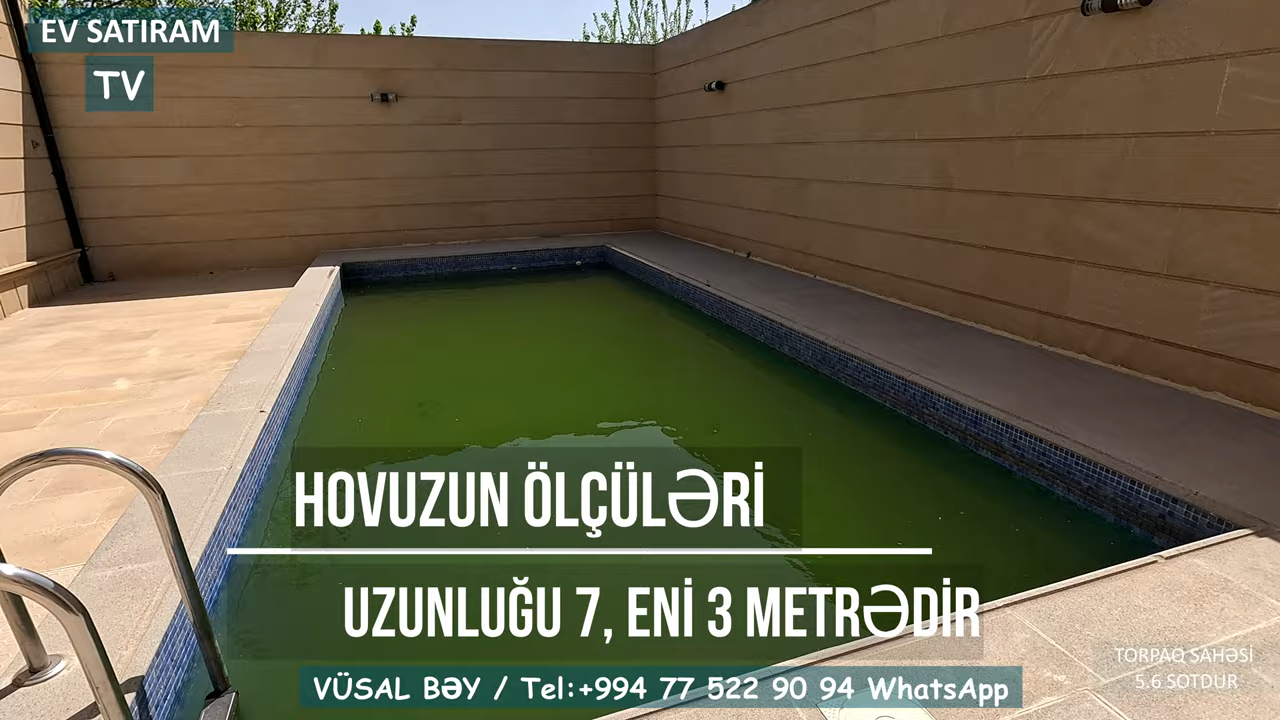 EV SATIRAM
TV
HOVUZUN ÖLÇÜLƏRİ
UZUNLUĞU 7, ENİ 3 METRƏDİR
TORPAQ SAHƏSİ
5.6 SOTDUR
VÜSAL BƏY / Tel:+994 77 522 90 94 WhatsApp